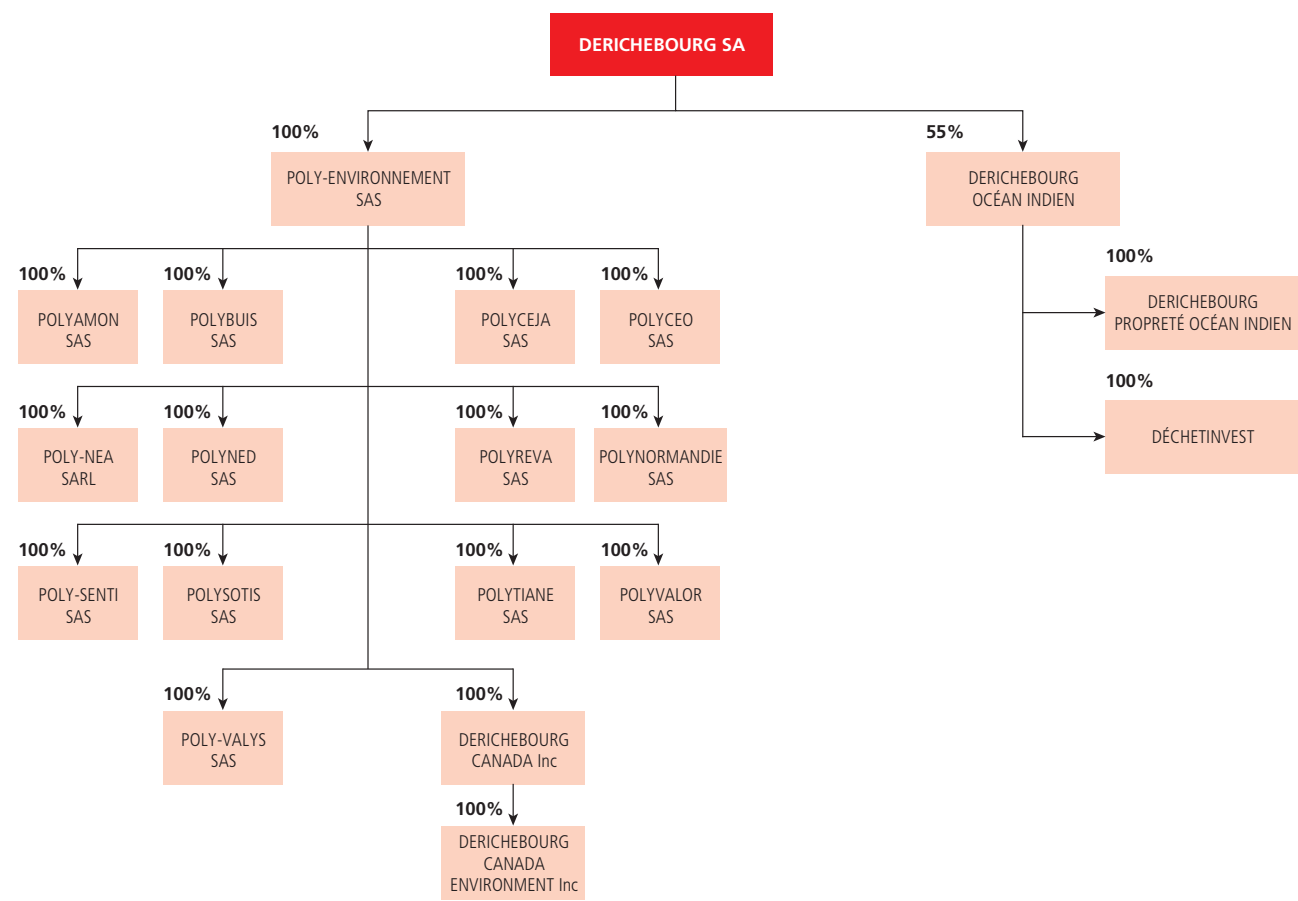 DERICHEBOURG SA
100%
55%
POLY-ENVIRONNEMENT
SAS
DERICHEBOURG
OCÉAN INDIEN
100%
100%
100%
100%
POLYAMON
SAS
POLYBUIS
SAS
POLYCEJA
SAS
POLYCEO
SAS
100%
DERICHEBOURG
PROPRETÉ OCÉAN INDIEN
100%
DÉCHETINVEST
100%
100%
100%
100%
POLY-NEA
SARL
POLYNED
SAS
POLYREVA
SAS
POLYNORMANDIE
SAS
100%
100%
100%
100%
POLY-SENTI
SAS
POLYSOTIS
SAS
POLYTIANE
SAS
POLYVALOR
SAS
100%
100%
POLY-VALYS
SAS
DERICHEBOURG
CANADA Inc
100%
DERICHEBOURG
CANADA
ENVIRONMENT Inc